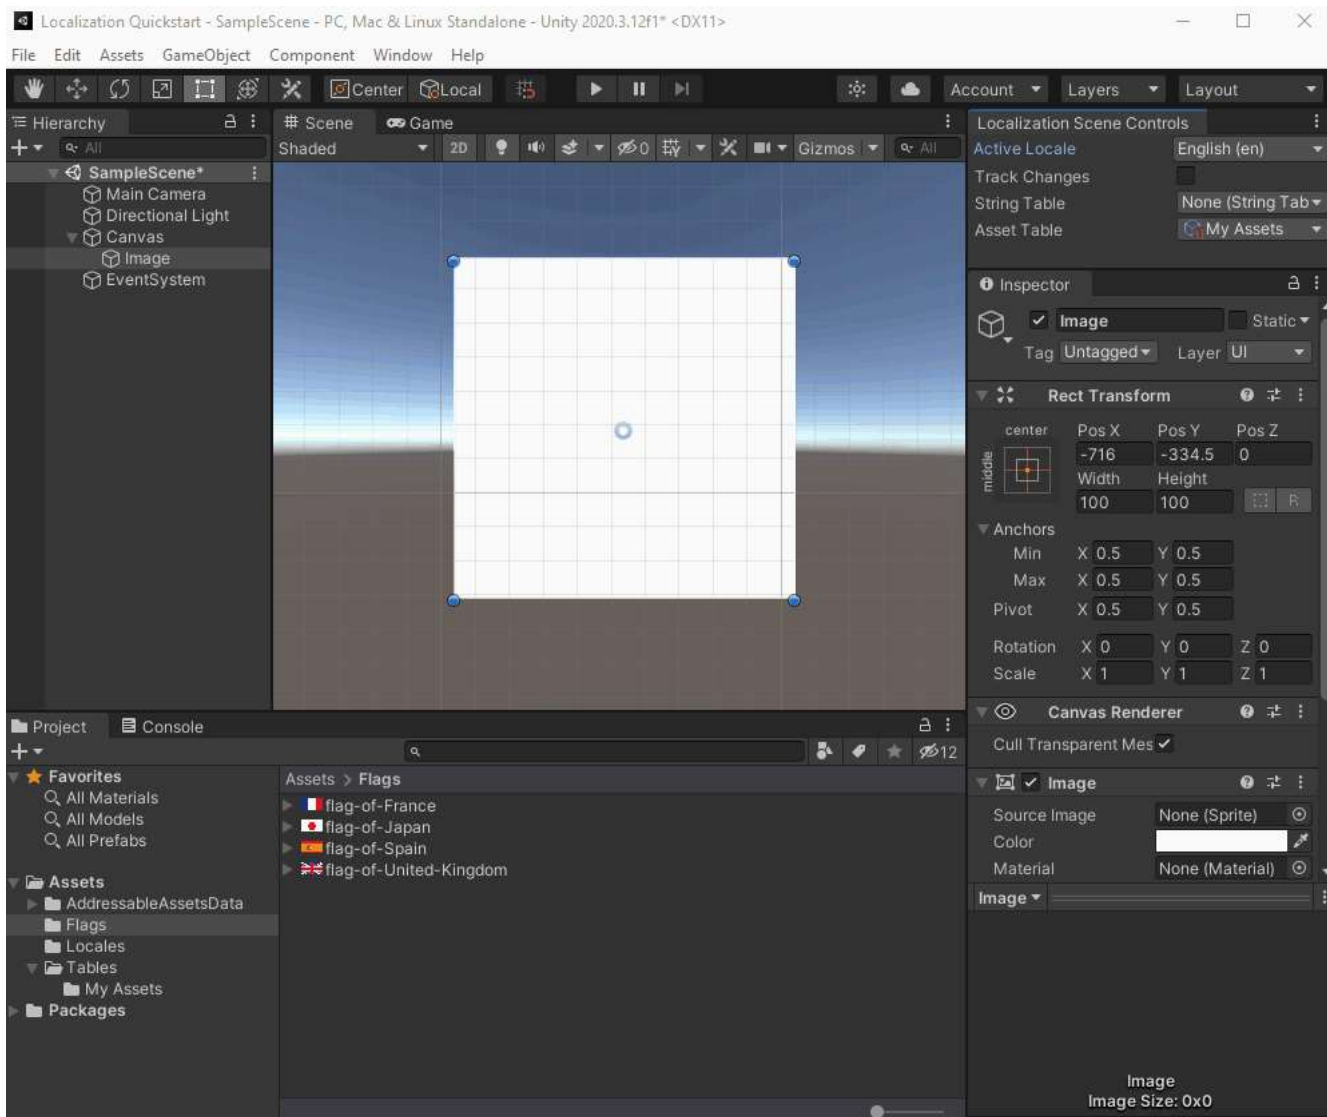 Localization Quickstart - SampleScene - PC, Mac & Linux Standalone - Unity 2020.3.12f1* <DX11>
File Edit Assets GameObject Component Window Help
Center Local Account Layers Layout
Hierarchy
All
SampleScene*
Main Camera
Directional Light
Canvas
Image
EventSystem
Scene Game
Shaded 2D 0 Gizmos All
Localization Scene Controls
Active Locale English (en)
Track Changes
String Table None (String Tab
Asset Table My Assets
Inspector
Image Static
Tag Untagged Layer UI
Rect Transform
center Pos X Pos Y Pos Z
middle -716 -334.5 0
Width Height
100 100 R
Anchors
Min X 0.5 Y 0.5
Max X 0.5 Y 0.5
Pivot X 0.5 Y 0.5
Rotation X 0 Y 0 Z 0
Scale X 1 Y 1 Z 1
Canvas Renderer
Cull Transparent Mes
Image
Source Image None (Sprite)
Color
Material None (Material)
Image
Image
Image Size: 0x0
Project Console
12
Favorites
All Materials
All Models
All Prefabs
Assets
AddressableAssetsData
Flags
Locales
Tables
My Assets
Packages
Assets > Flags
flag-of-France
flag-of-Japan
flag-of-Spain
flag-of-United-Kingdom